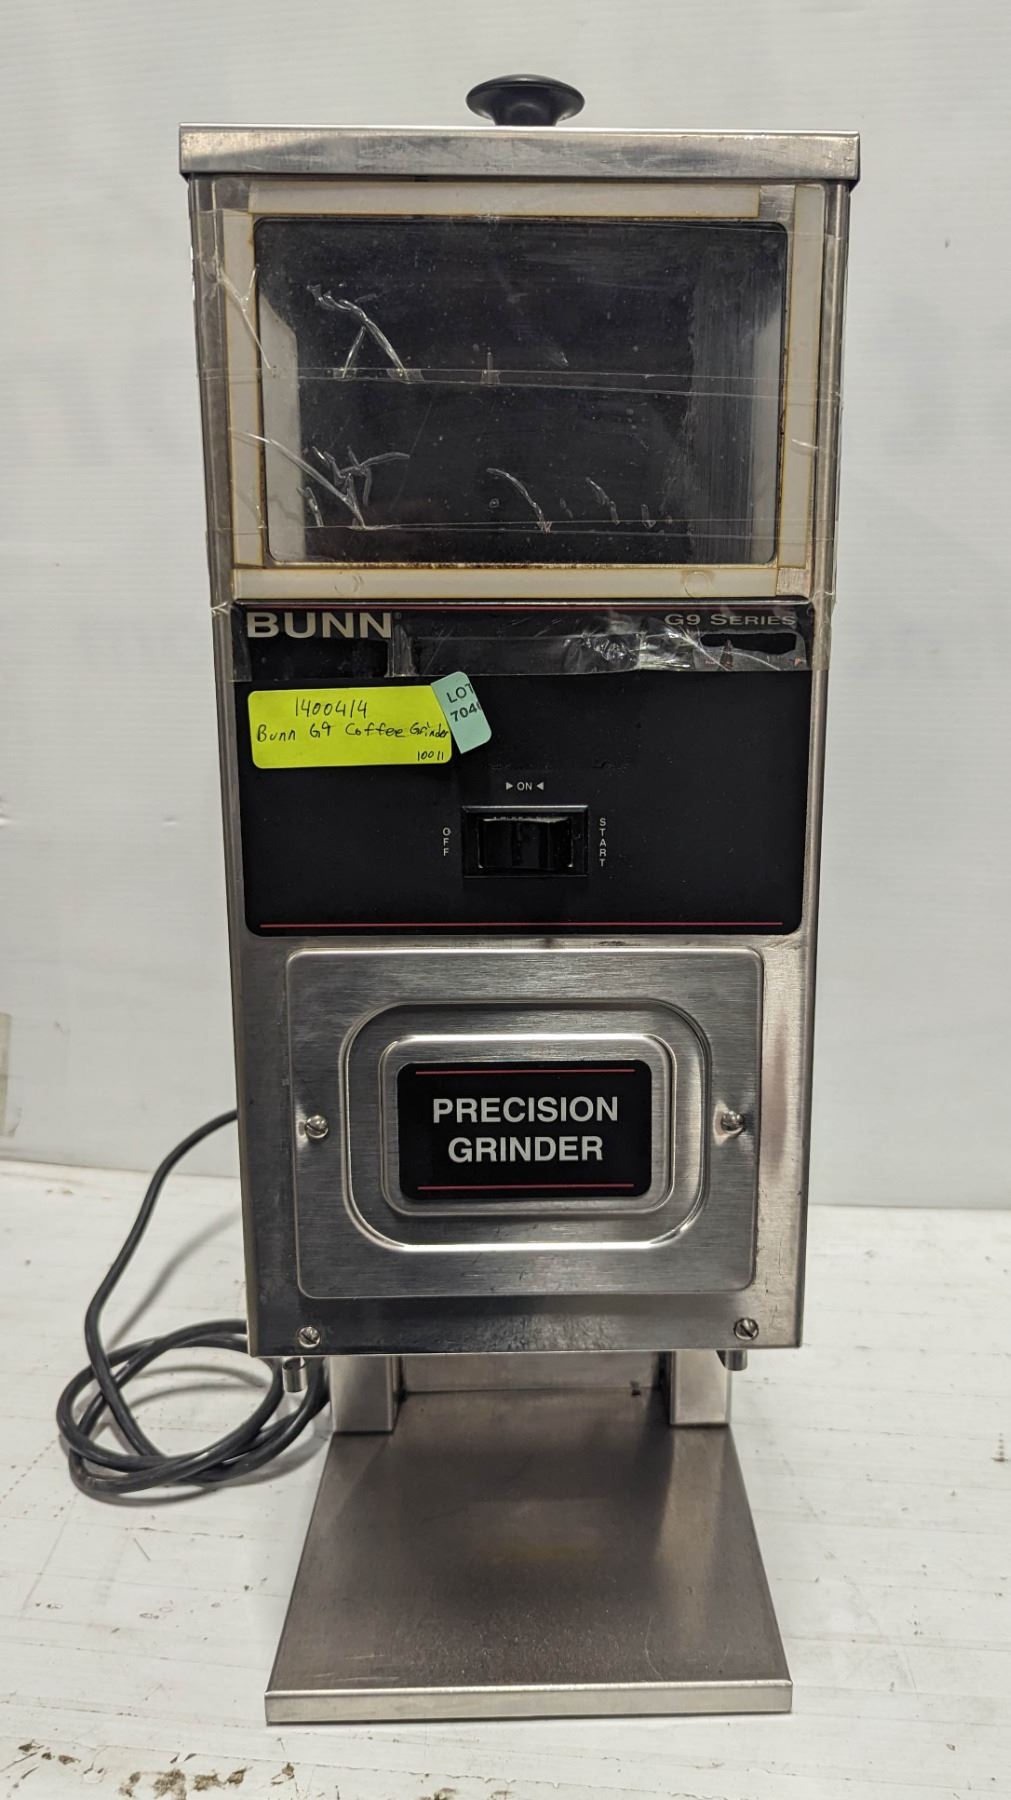 BUNN®
G9 SERIES
1400414
Bunn G9 Coffee Grinder
10011
LOT
▶ ON ◀
OFF
START
PRECISION
GRINDER